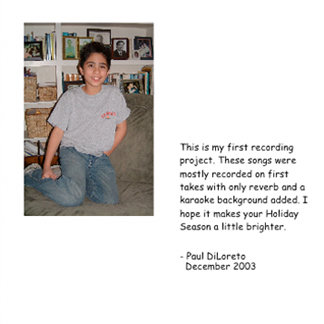 This is my first recording
project. These songs were
mostly recorded on first
takes with only reverb and a
karaoke background added. I
hope it makes your Holiday
Season a little brighter.
- Paul DiLoreto
December 2003